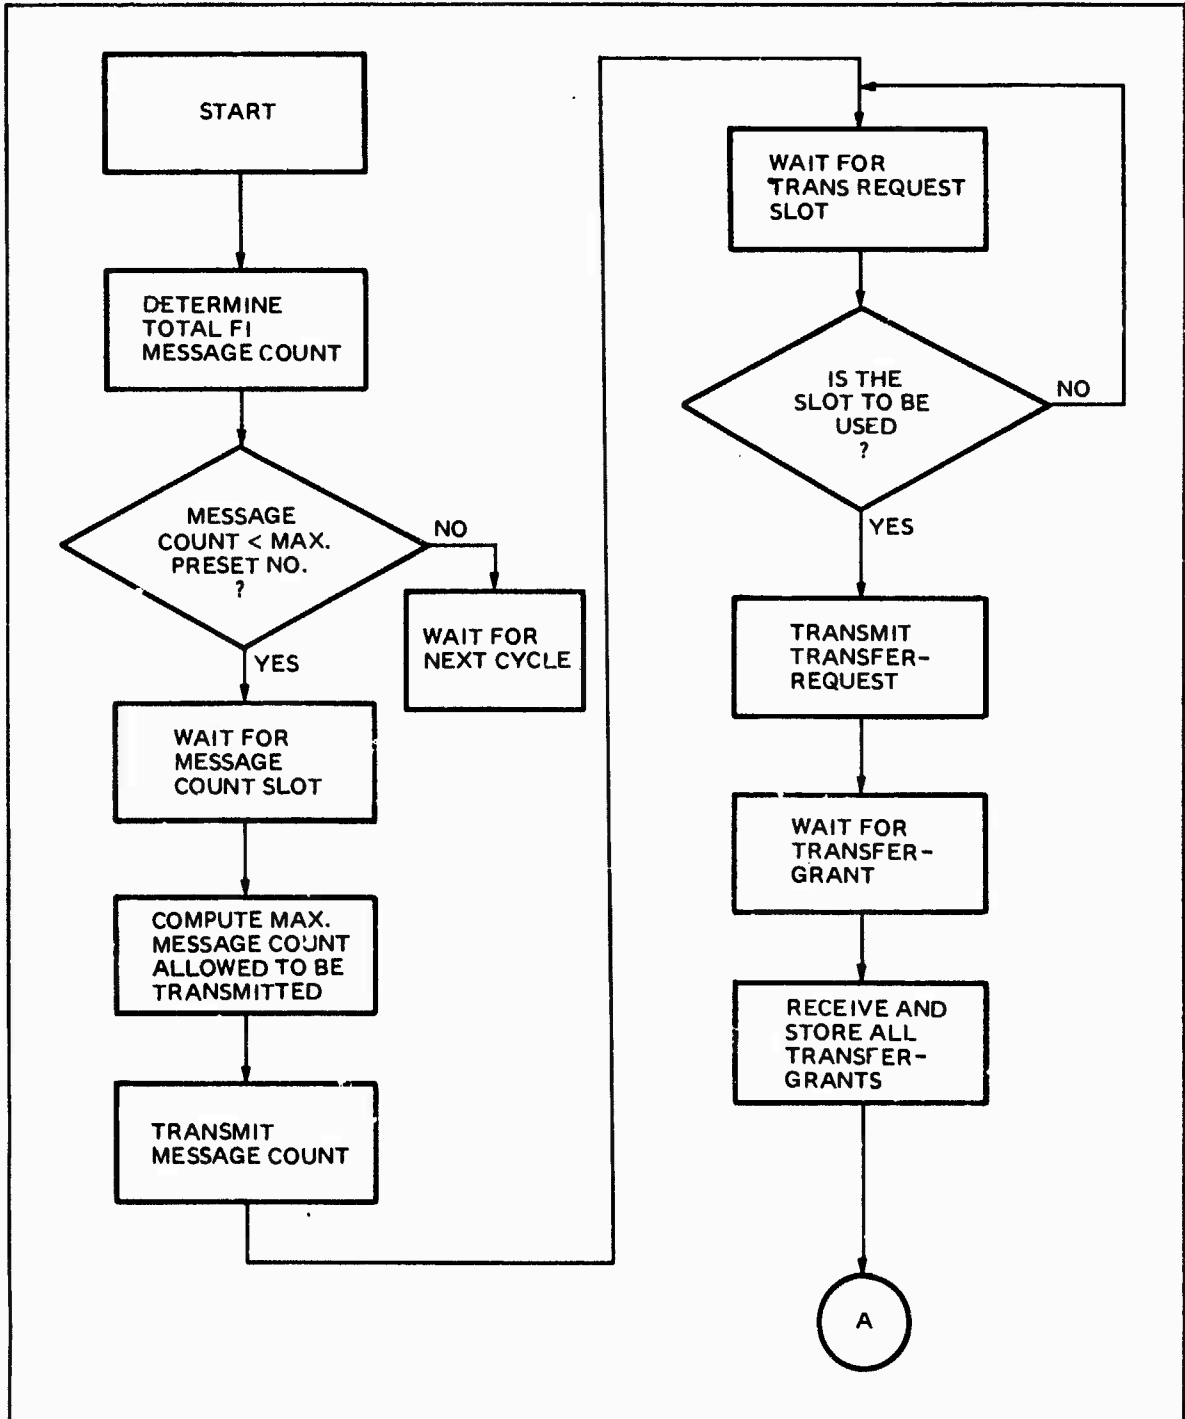 START
DETERMINE
TOTAL FI
MESSAGE COUNT
MESSAGE
COUNT < MAX.
PRESET NO.
?
NO
WAIT FOR
NEXT CYCLE
YES
WAIT FOR
MESSAGE
COUNT SLOT
COMPUTE MAX.
MESSAGE COUNT
ALLOWED TO BE
TRANSMITTED
TRANSMIT
MESSAGE COUNT
WAIT FOR
TRANS REQUEST
SLOT
IS THE
SLOT TO BE
USED
?
NO
YES
TRANSMIT
TRANSFER-
REQUEST
WAIT FOR
TRANSFER-
GRANT
RECEIVE AND
STORE ALL
TRANSFER-
GRANTS
A